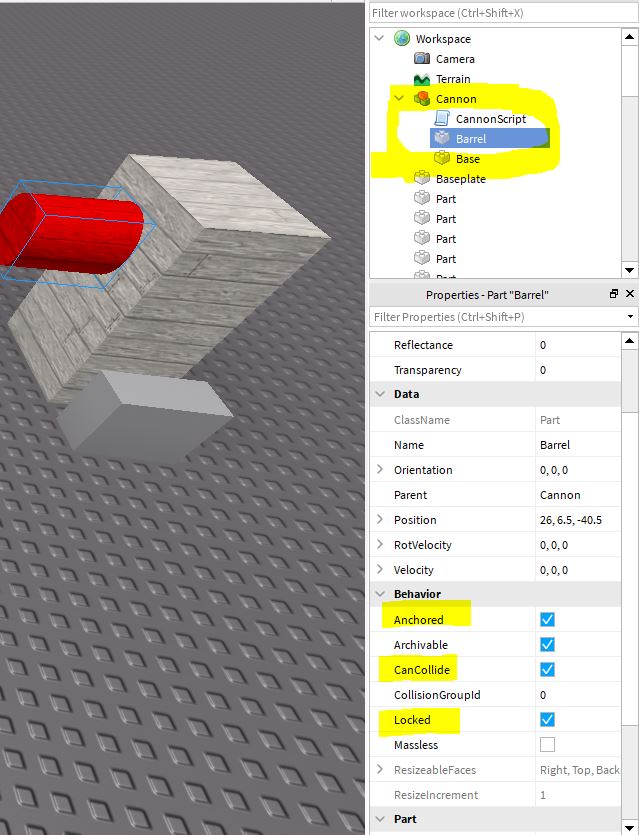 Filter workspace (Ctrl+Shift+X)
Workspace
Camera
Terrain
Cannon
CannonScript
Barrel
Base
Baseplate
Part
Part
Part
Part
Properties - Part "Barrel"
Filter Properties (Ctrl+Shift+P)
Reflectance 0
Transparency 0
Data
ClassName Part
Name Barrel
Orientation 0, 0, 0
Parent Cannon
Position 26, 6.5, -40.5
RotVelocity 0, 0, 0
Velocity 0, 0, 0
Behavior
Anchored
Archivable
CanCollide
CollisionGroupId 0
Locked
Massless
ResizeableFaces Right, Top, Back
ResizeIncrement 1
Part